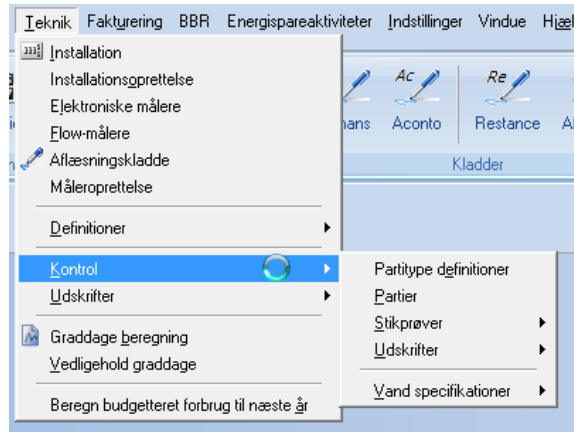 Teknik Fakturering BBR Energispareaktiviteter Indstillinger Vindue Hjæl
Installation
Installationsoprettelse
Elektroniske målere
Flow-målere
Aflæsningskladde
Måleroprettelse
Definitioner
Kontrol
Udskrifter
Graddage beregning
Vedligehold graddage
Beregn budgetteret forbrug til næste år
Ac Re
Aconto Restance
Kladder
Partitype definitioner
Partier
Stikprøver
Udskrifter
Vand specifikationer